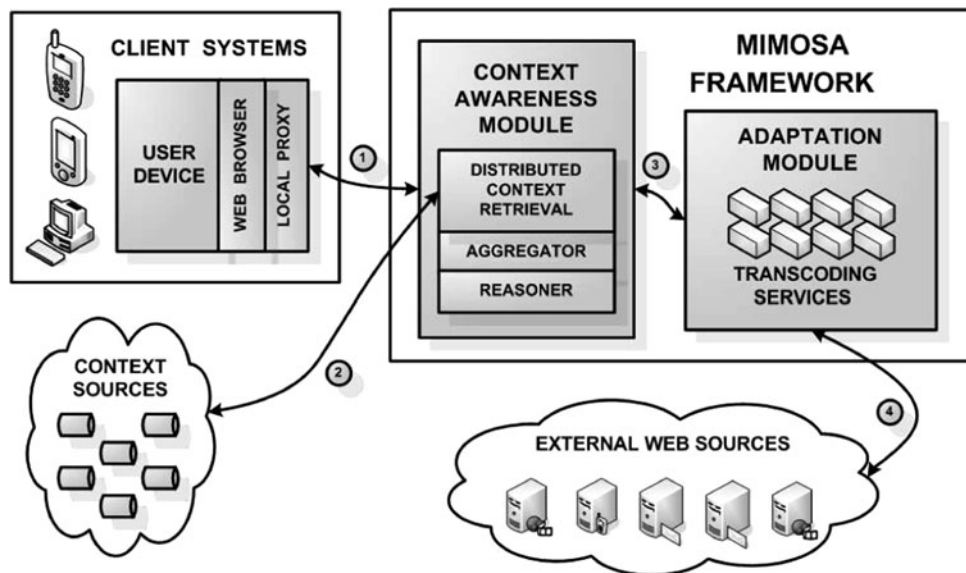 CLIENT SYSTEMS
USER
DEVICE
WEB BROWSER
LOCAL PROXY
1
MIMOSA
FRAMEWORK
CONTEXT
AWARENESS
MODULE
DISTRIBUTED
CONTEXT
RETRIEVAL
AGGREGATOR
REASONER
3
ADAPTATION
MODULE
TRANSCODING
SERVICES
2
CONTEXT
SOURCES
4
EXTERNAL WEB SOURCES